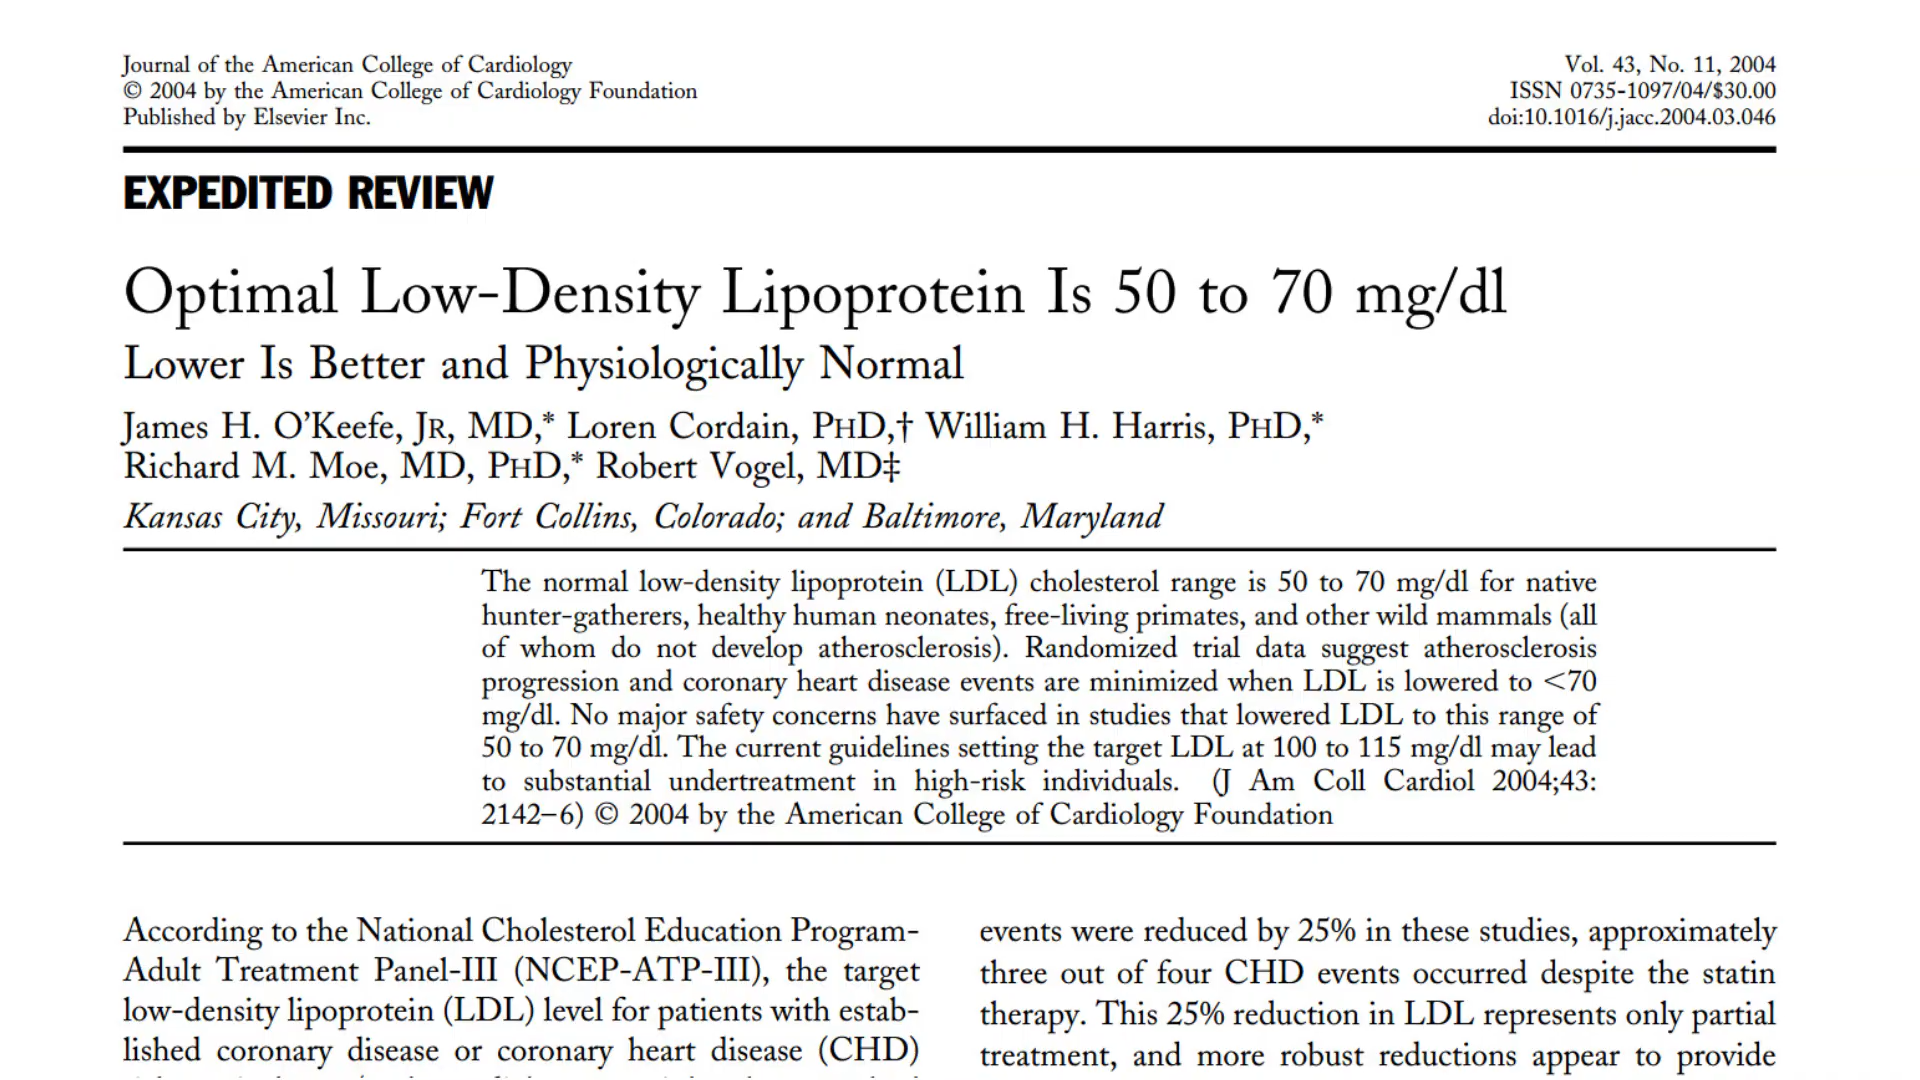 Journal of the American College of Cardiology
© 2004 by the American College of Cardiology Foundation
Published by Elsevier Inc.
Vol. 43, No. 11, 2004
ISSN 0735-1097/04/$30.00
doi:10.1016/j.jacc.2004.03.046
EXPEDITED REVIEW
Optimal Low-Density Lipoprotein Is 50 to 70 mg/dl
Lower Is Better and Physiologically Normal
James H. O'Keefe, JR, MD,* Loren Cordain, PHD,† William H. Harris, PHD,*
Richard M. Moe, MD, PHD,* Robert Vogel, MD‡
Kansas City, Missouri; Fort Collins, Colorado; and Baltimore, Maryland
The normal low-density lipoprotein (LDL) cholesterol range is 50 to 70 mg/dl for native
hunter-gatherers, healthy human neonates, free-living primates, and other wild mammals (all
of whom do not develop atherosclerosis). Randomized trial data suggest atherosclerosis
progression and coronary heart disease events are minimized when LDL is lowered to <70
mg/dl. No major safety concerns have surfaced in studies that lowered LDL to this range of
50 to 70 mg/dl. The current guidelines setting the target LDL at 100 to 115 mg/dl may lead
to substantial undertreatment in high-risk individuals. (J Am Coll Cardiol 2004;43:
2142–6) © 2004 by the American College of Cardiology Foundation
According to the National Cholesterol Education Program-
Adult Treatment Panel-III (NCEP-ATP-III), the target
low-density lipoprotein (LDL) level for patients with estab-
lished coronary disease or coronary heart disease (CHD)
events were reduced by 25% in these studies, approximately
three out of four CHD events occurred despite the statin
therapy. This 25% reduction in LDL represents only partial
treatment, and more robust reductions appear to provide